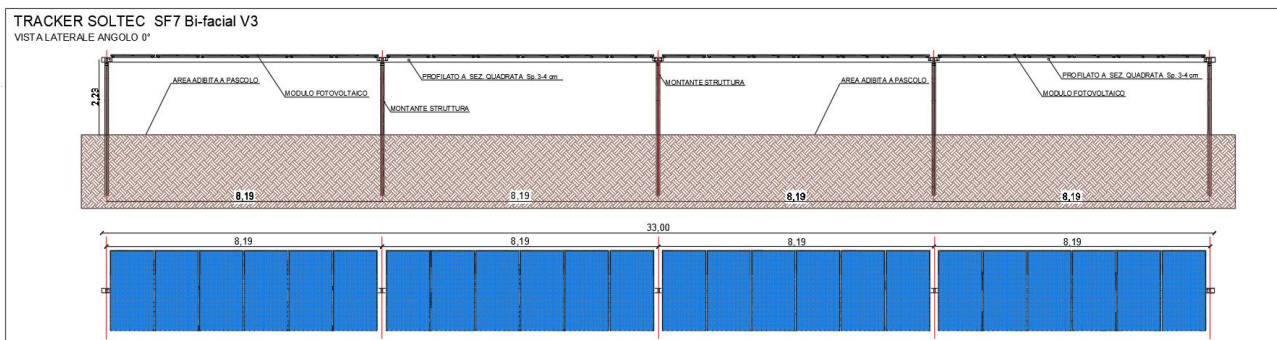 TRACKER SOLTEC SF7 Bi-facial V3
VISTA LATERALE ANGOLO 0°
2,23
AREA ADIBITA A PASCOLO
MODULO FOTOVOLTAICO
PROFILATO A SEZ. QUADRATA Sp. 3-4 cm
MONTANTE STRUTTURA
MONTANTE STRUTTURA
AREA ADIBITA A PASCOLO
PROFILATO A SEZ. QUADRATA Sp. 3-4 cm
MODULO FOTOVOLTAICO
8,19
8,19
8,19
8,19
33,00
8,19
8,19
8,19
8,19